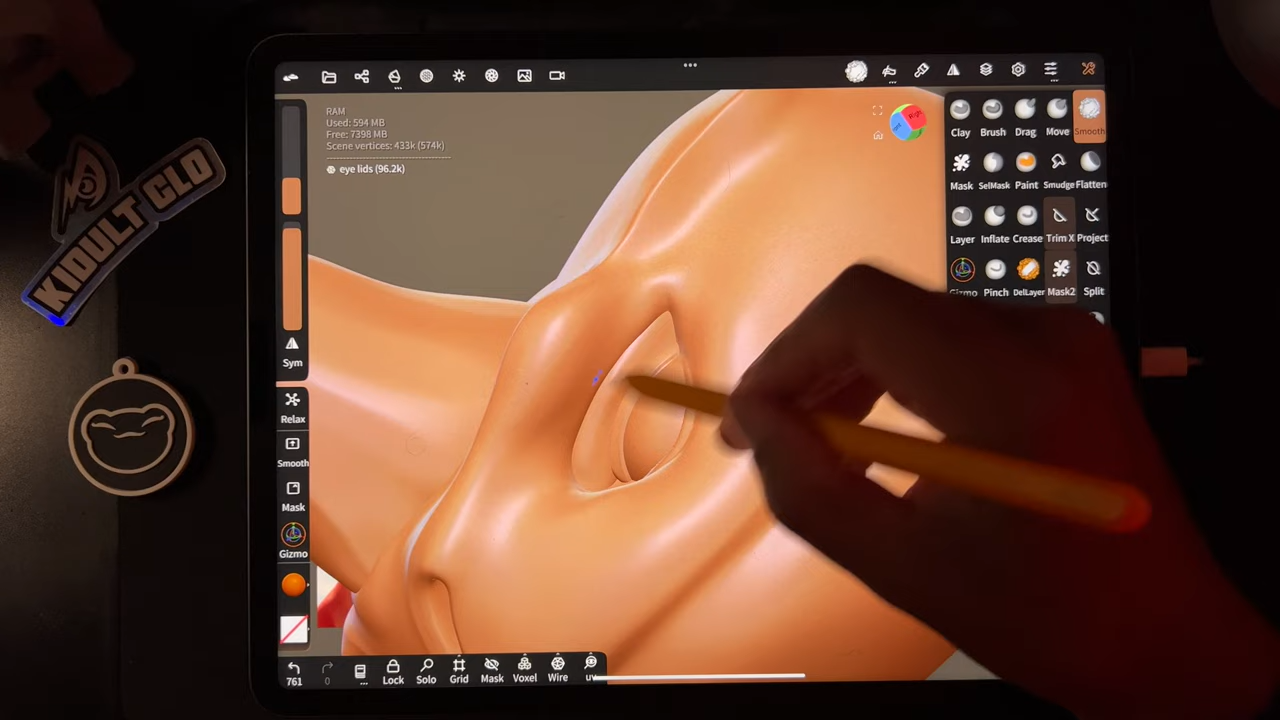 KIDULT CLO
RAM
Used: 594 MB
Free: 7398 MB
Scene vertices: 433k (574k)
eye lids (96.2k)
Clay Brush Drag Move Smooth
Mask SelMask Paint Smudge Flatten
Layer Inflate Crease Trim X Project
Gizmo Pinch DelLayer Mask2 Split
Sym
Relax
Smooth
Mask
Gizmo
761 0 Lock Solo Grid Mask Voxel Wire uv